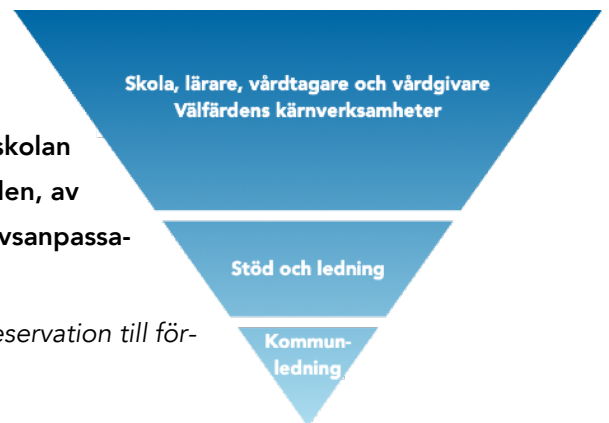 Skola, lärare, vårdtagare och vårdgivare
Välfärdens kärnverksamheter
skolan
len, av
vsanpassa-
Stöd och ledning
eservation till för-
Kommun-
ledning